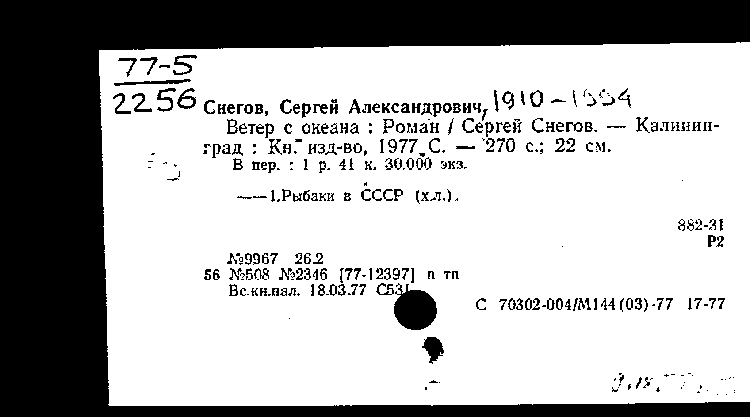 77-5
2256
Снегов, Сергей Александрович, 1910-1994
Ветер с океана : Роман / Сергей Снегов. — Калинин-
град : Кн. изд-во, 1977. С. — 270 с.; 22 см.
В пер. : 1 р. 41 к. 30.000 экз.
— — 1.Рыбаки в СССР (х.л.).
882-31
Р2
№9967 26.2
56 №508 №2346 [77-12397] п тп
Вс.кн.пал. 18.03.77 С531
С 70302-004/М144(03)-77 17-77